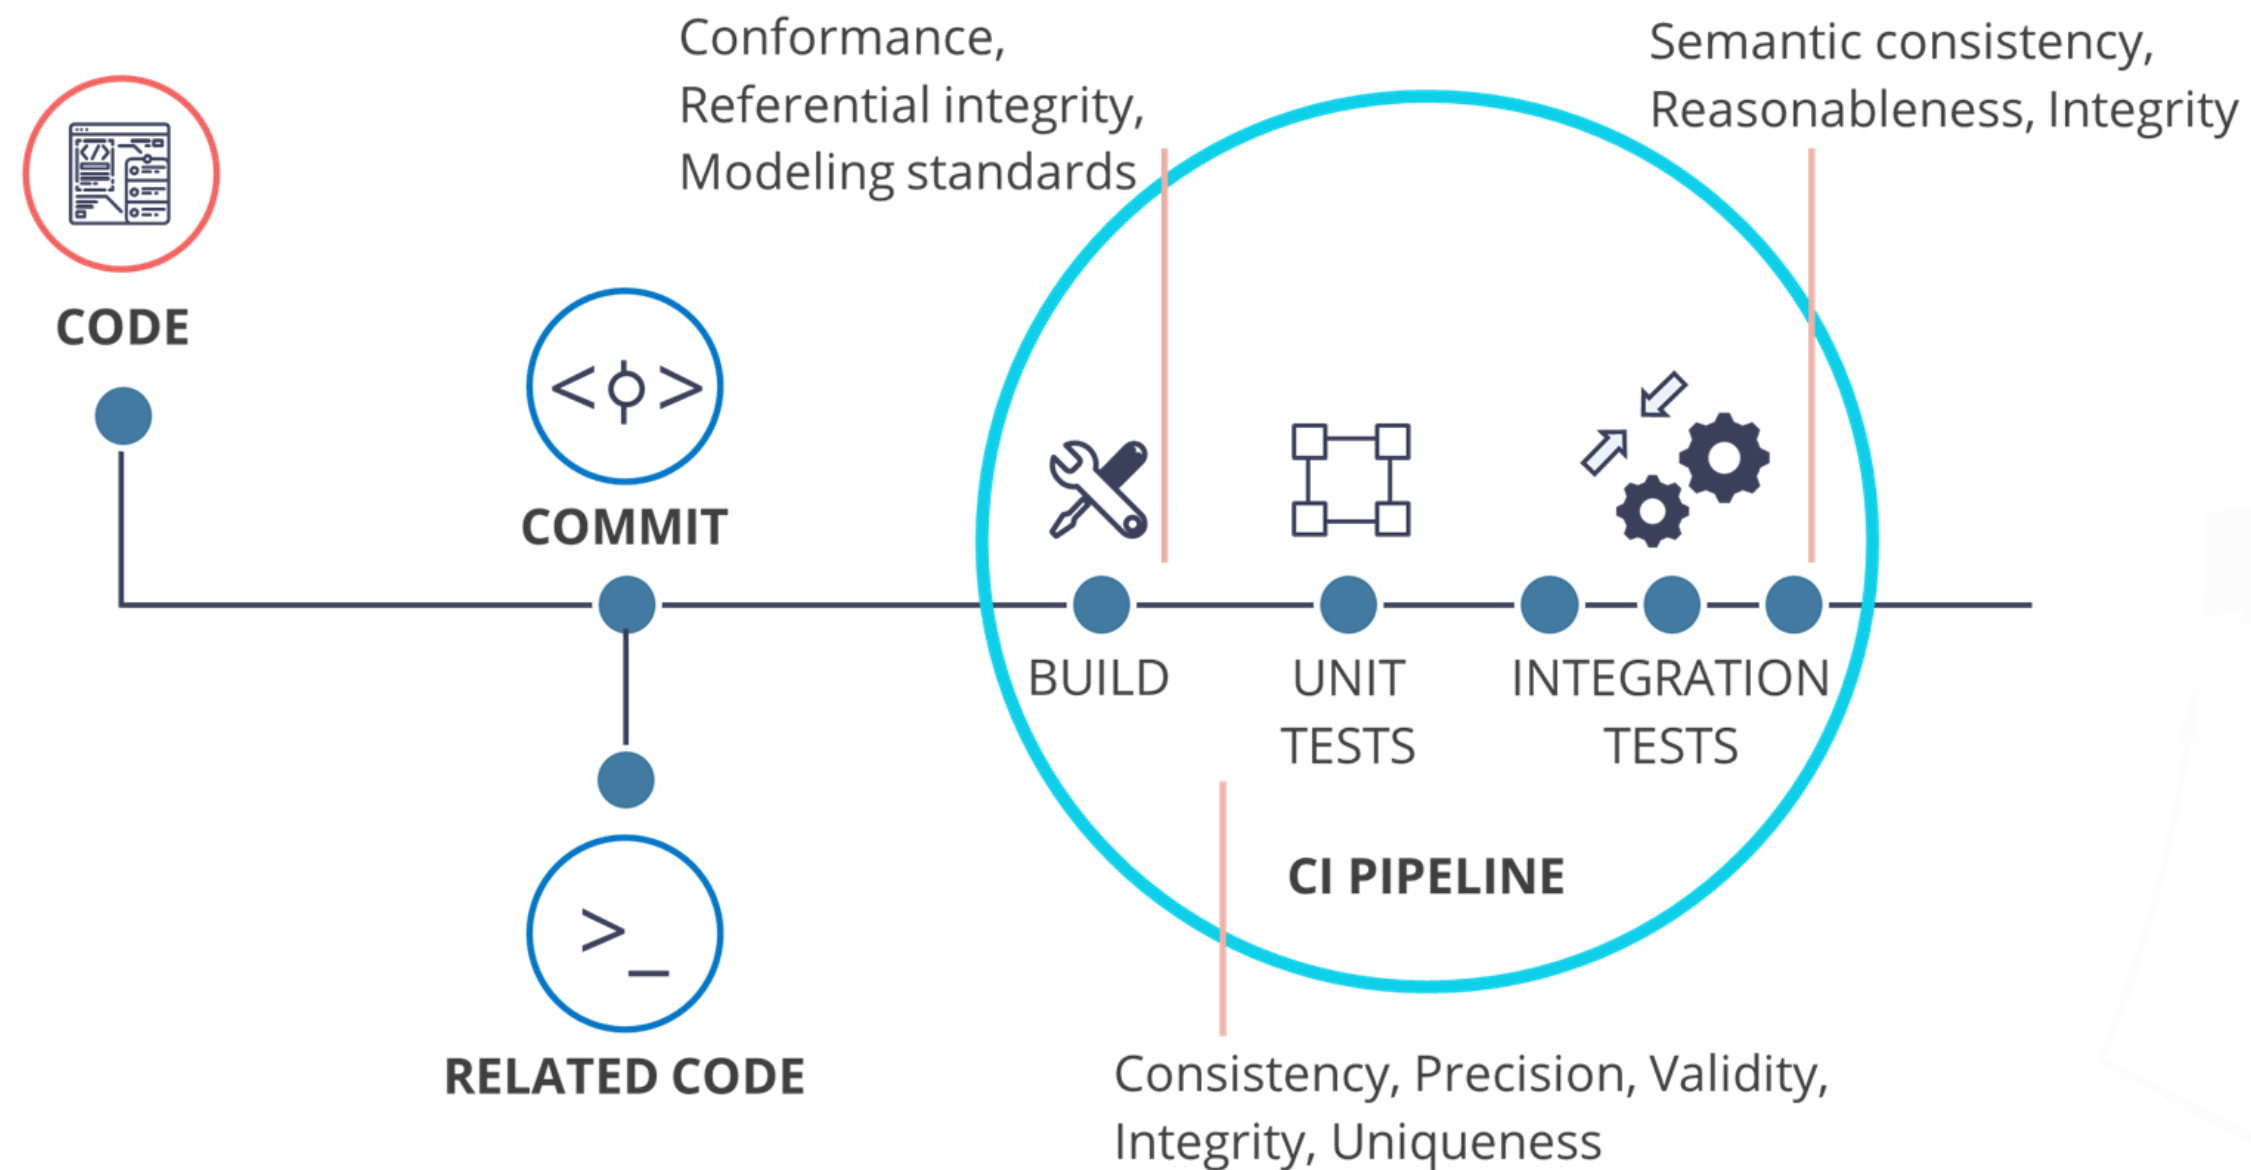 Conformance,
Referential integrity,
Modeling standards
Semantic consistency,
Reasonableness, Integrity
CODE
< >
COMMIT
BUILD
UNIT
TESTS
INTEGRATION
TESTS
CI PIPELINE
>_
RELATED CODE
Consistency, Precision, Validity,
Integrity, Uniqueness